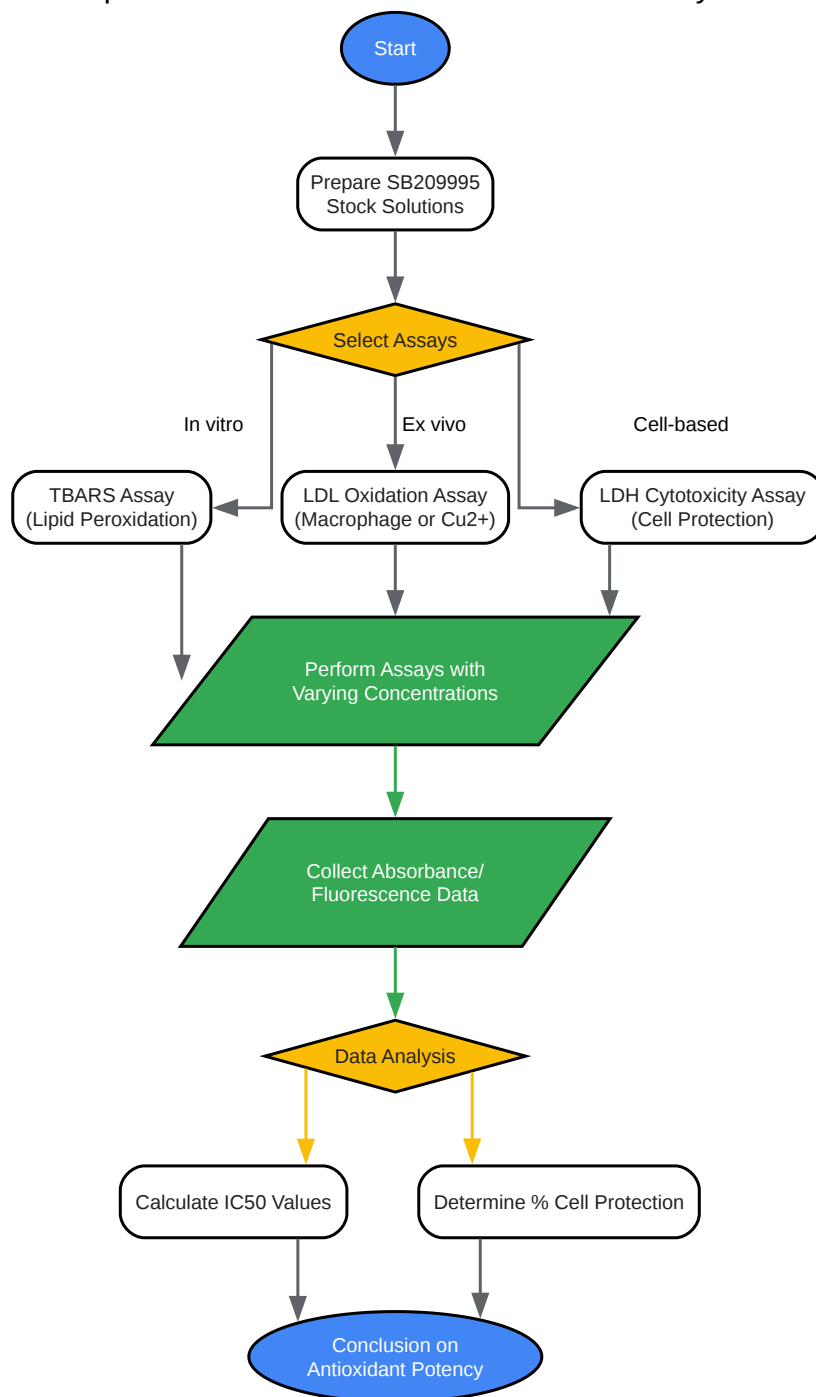 Start
Prepare SB209995
Stock Solutions
Select Assays
In vitro
Ex vivo
Cell-based
TBARS Assay
(Lipid Peroxidation)
LDL Oxidation Assay
(Macrophage or Cu2+)
LDH Cytotoxicity Assay
(Cell Protection)
Perform Assays with
Varying Concentrations
Collect Absorbance/
Fluorescence Data
Data Analysis
Calculate IC50 Values
Determine % Cell Protection
Conclusion on
Antioxidant Potency